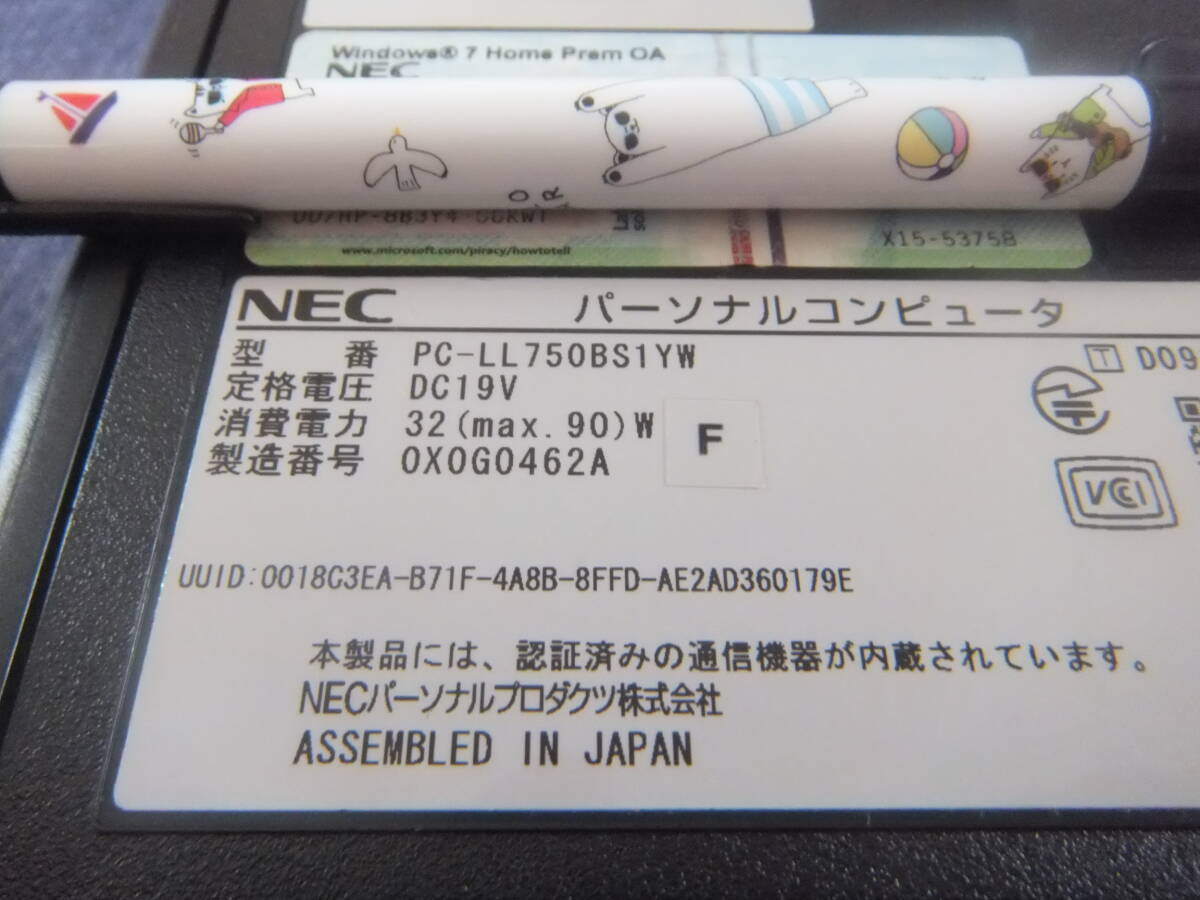 Windows® 7 Home Prem OA
NEC
X15-53758
www.microsoft.com/piracy/howtotell
NEC パーソナルコンピュータ
型番 PC-LL750BS1YW
定格電圧 DC19V
消費電力 32(max.90)W
製造番号 0X0G0462A
F
T D09
VCCI
UUID:0018C3EA-B71F-4A8B-8FFD-AE2AD360179E
本製品には、認証済みの通信機器が内蔵されています。
NECパーソナルプロダクツ株式会社
ASSEMBLED IN JAPAN